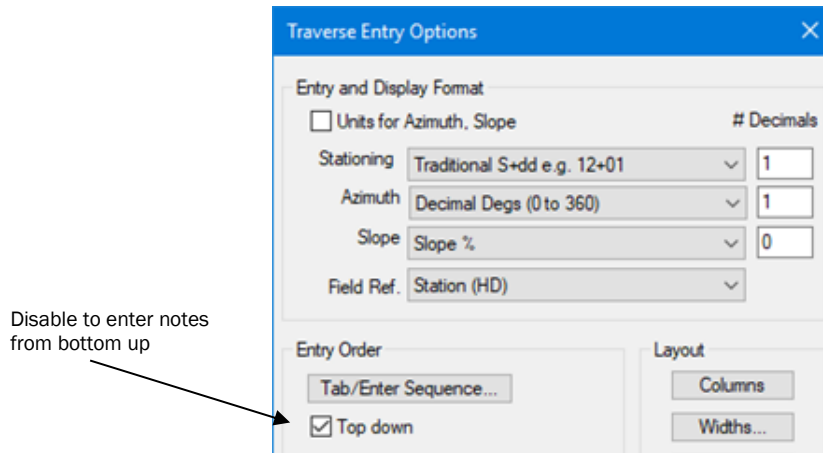 Traverse Entry Options
Entry and Display Format
Units for Azimuth, Slope # Decimals
Stationing Traditional S+dd e.g. 12+01 1
Azimuth Decimal Degs (0 to 360) 1
Slope Slope % 0
Field Ref. Station (HD)
Disable to enter notes
from bottom up
Entry Order Layout
Tab/Enter Sequence... Columns
Top down Widths...